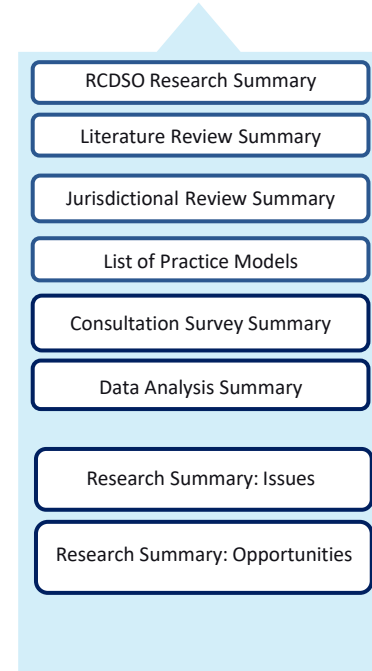 RCDSO Research Summary
Literature Review Summary
Jurisdictional Review Summary
List of Practice Models
Consultation Survey Summary
Data Analysis Summary
Research Summary: Issues
Research Summary: Opportunities